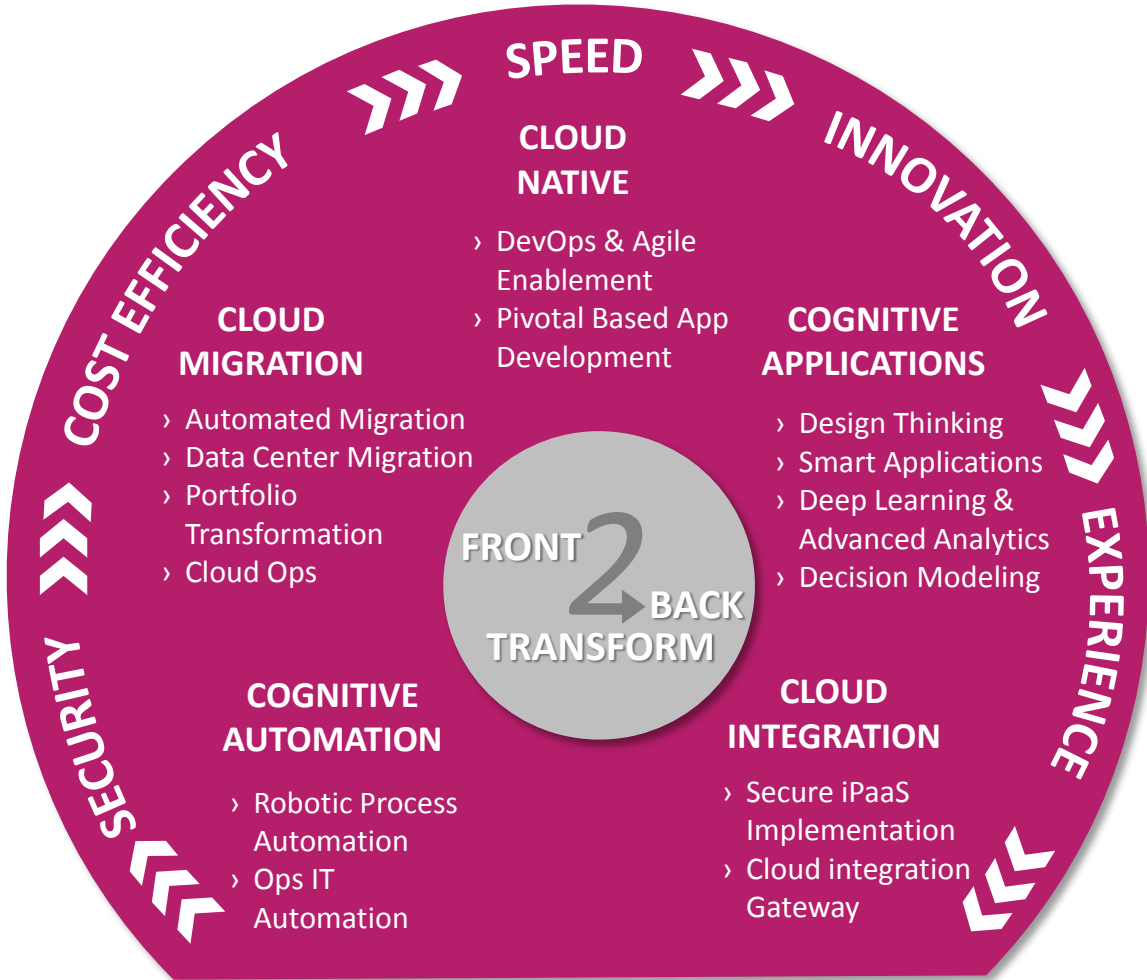 SPEED
INNOVATION
EXPERIENCE
COST EFFICIENCY
SECURITY
CLOUD
NATIVE
› DevOps & Agile
Enablement
› Pivotal Based App
Development
CLOUD
MIGRATION
› Automated Migration
› Data Center Migration
› Portfolio
Transformation
› Cloud Ops
COGNITIVE
APPLICATIONS
› Design Thinking
› Smart Applications
› Deep Learning &
Advanced Analytics
› Decision Modeling
FRONT 2
BACK
TRANSFORM
COGNITIVE
AUTOMATION
› Robotic Process
Automation
› Ops IT
Automation
CLOUD
INTEGRATION
› Secure iPaaS
Implementation
› Cloud integration
Gateway